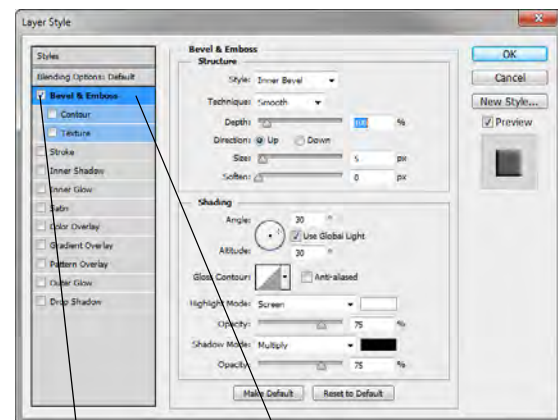 Layer Style
Styles
Blending Options: Default
Bevel & Emboss
Contour
Texture
Stroke
Inner Shadow
Inner Glow
Satin
Color Overlay
Gradient Overlay
Pattern Overlay
Outer Glow
Drop Shadow
Bevel & Emboss
Structure
Style: Inner Bevel
Technique: Smooth
Depth: 100 %
Direction: Up Down
Size: 5 px
Soften: 0 px
Shading
Angle: 30 °
Use Global Light
Altitude: 30 °
Gloss Contour: Anti-aliased
Highlight Mode: Screen
Opacity: 75 %
Shadow Mode: Multiply
Opacity: 75 %
Make Default Reset to Default
OK
Cancel
New Style...
Preview